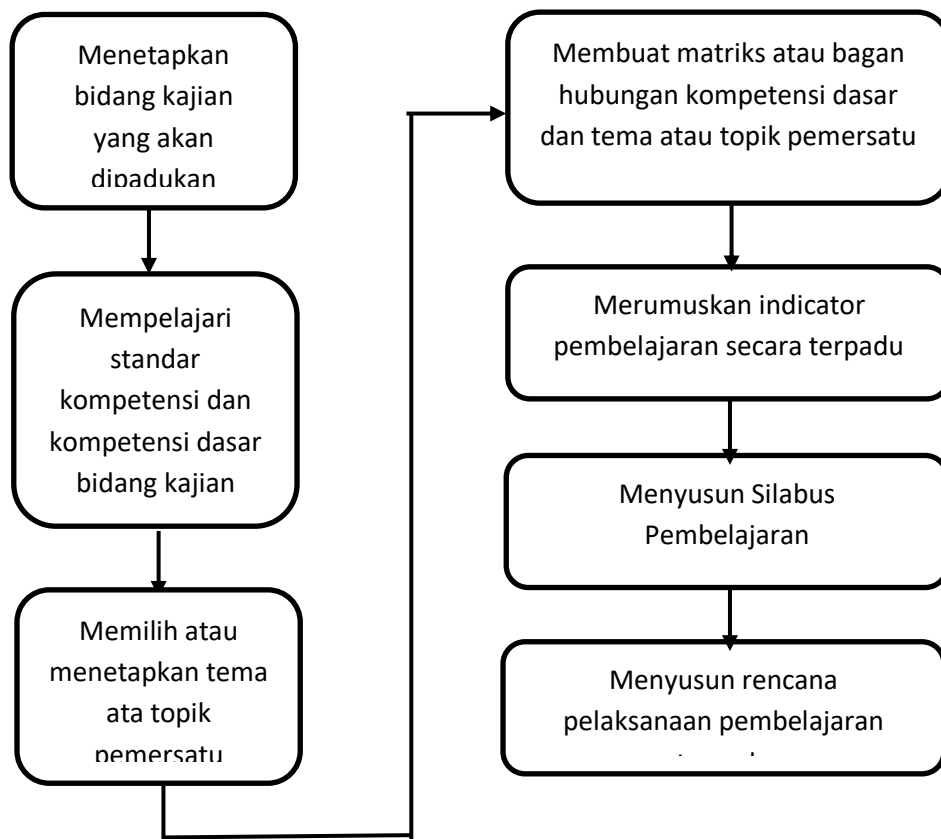 Menetapkan
bidang kajian
yang akan
dipadukan
Mempelajari
standar
kompetensi dan
kompetensi dasar
bidang kajian
Memilih atau
menetapkan tema
ata topik
pemersatu
Membuat matriks atau bagan
hubungan kompetensi dasar
dan tema atau topik pemersatu
Merumuskan indicator
pembelajaran secara terpadu
Menyusun Silabus
Pembelajaran
Menyusun rencana
pelaksanaan pembelajaran